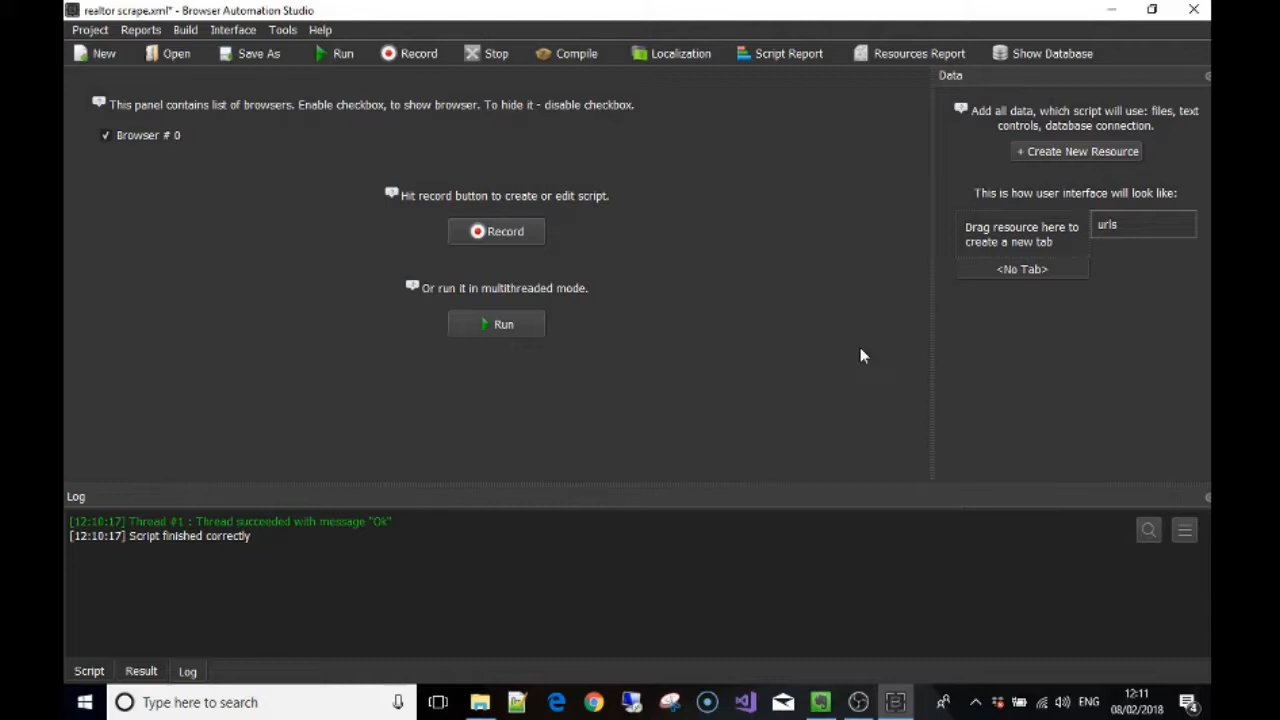 realtor scrape.xml* - Browser Automation Studio
Project Reports Build Interface Tools Help
New Open Save As Run Record Stop Compile Localization Script Report Resources Report Show Database
Data
This panel contains list of browsers. Enable checkbox, to show browser. To hide it - disable checkbox.
Browser # 0
Hit record button to create or edit script.
Record
Or run it in multithreaded mode.
Run
Add all data, which script will use: files, text
controls, database connection.
+ Create New Resource
This is how user interface will look like:
Drag resource here to
create a new tab
urls
<No Tab>
Log
[12:10:17] Thread #1 : Thread succeeded with message "Ok"
[12:10:17] Script finished correctly
Script Result Log
Type here to search
ENG
12:11
08/02/2018
4